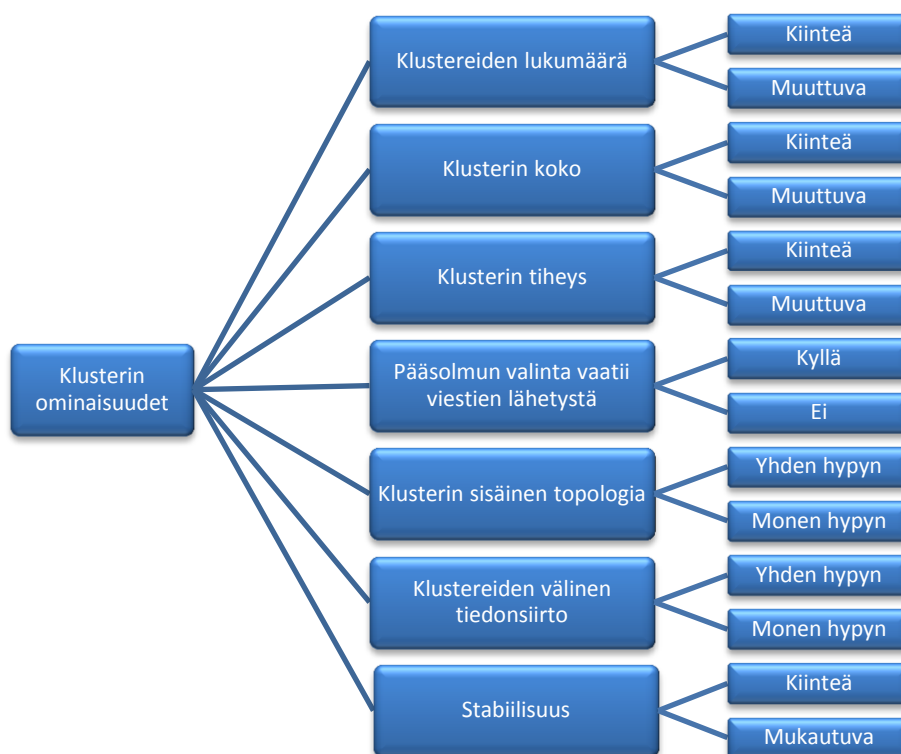 Klusterin
ominaisuudet
Klustereiden lukumäärä
Kiinteä
Muuttuva
Klusterin koko
Kiinteä
Muuttuva
Klusterin tiheys
Kiinteä
Muuttuva
Pääsolmun valinta vaatii
viestien lähetystä
Kyllä
Ei
Klusterin sisäinen topologia
Yhden hypyn
Monen hypyn
Klustereiden välinen
tiedonsiirto
Yhden hypyn
Monen hypyn
Stabiilisuus
Kiinteä
Mukautuva